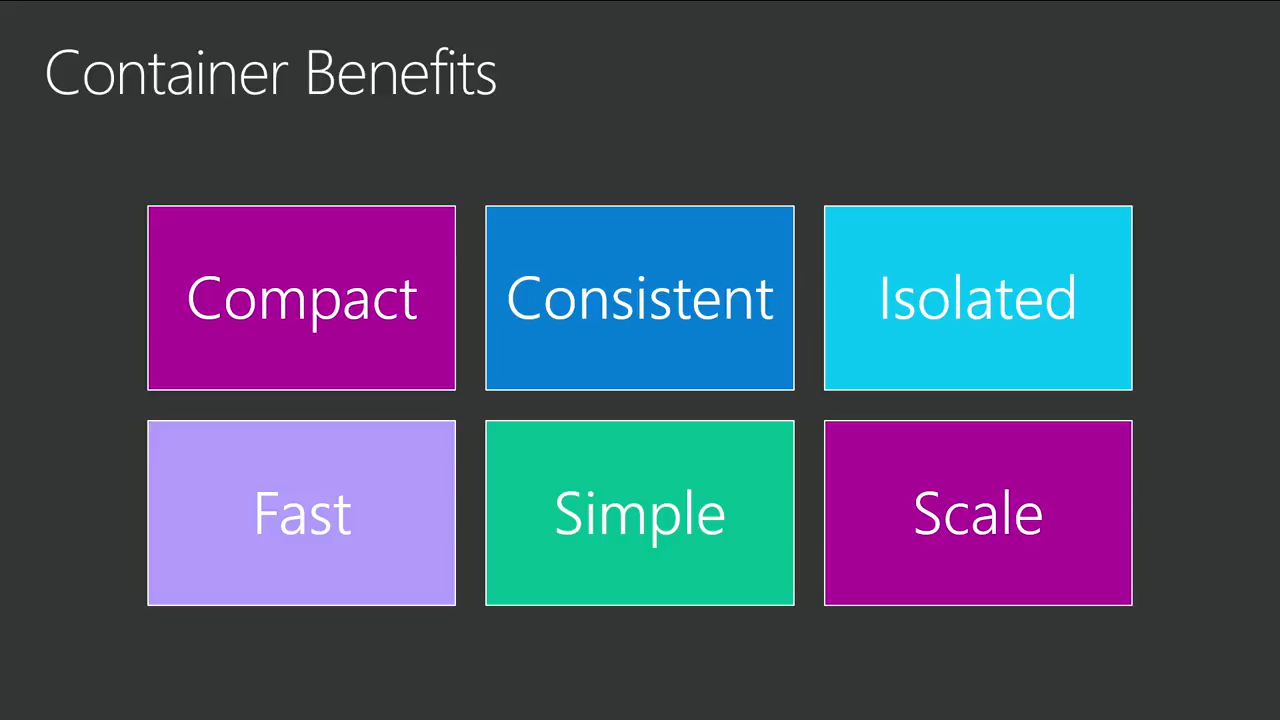 Container Benefits
Compact
Consistent
Isolated
Fast
Simple
Scale